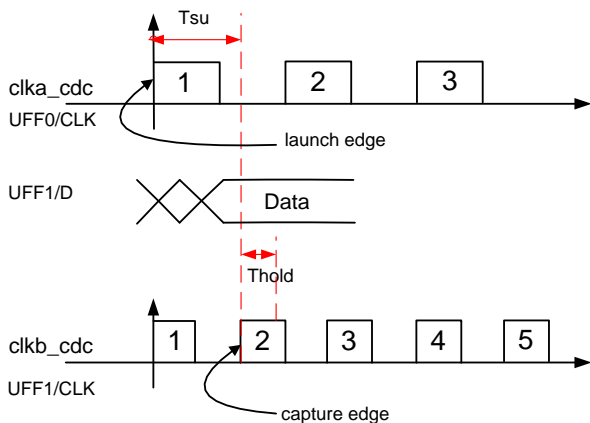 Tsu
clka_cdc
1 2 3
UFF0/CLK
launch edge
UFF1/D
Data
Thold
clkb_cdc
1 2 3 4 5
UFF1/CLK
capture edge